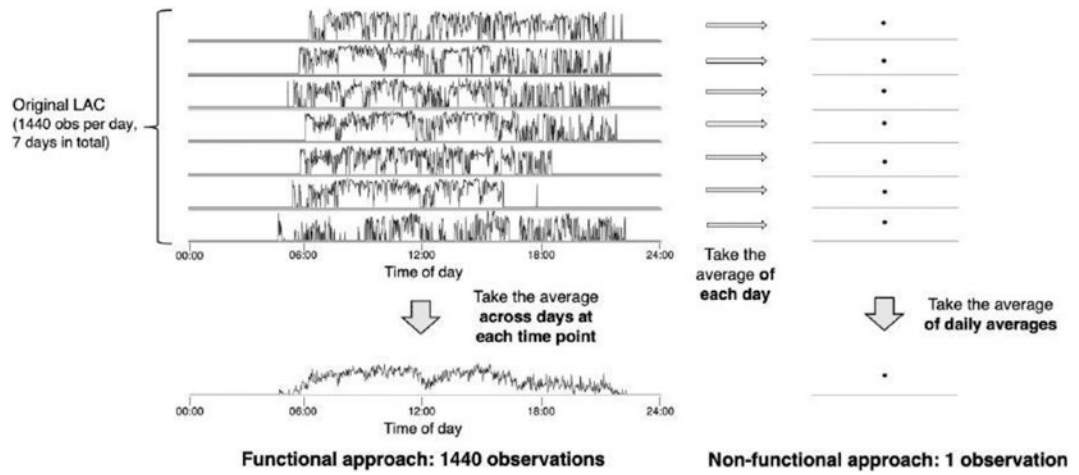 Original LAC
(1440 obs per day,
7 days in total)
00:00 06:00 12:00 18:00 24:00
Time of day
Take the
average of
each day
Take the average
across days at
each time point
Take the average
of daily averages
00:00 06:00 12:00 18:00 24:00
Time of day
Functional approach: 1440 observations
Non-functional approach: 1 observation